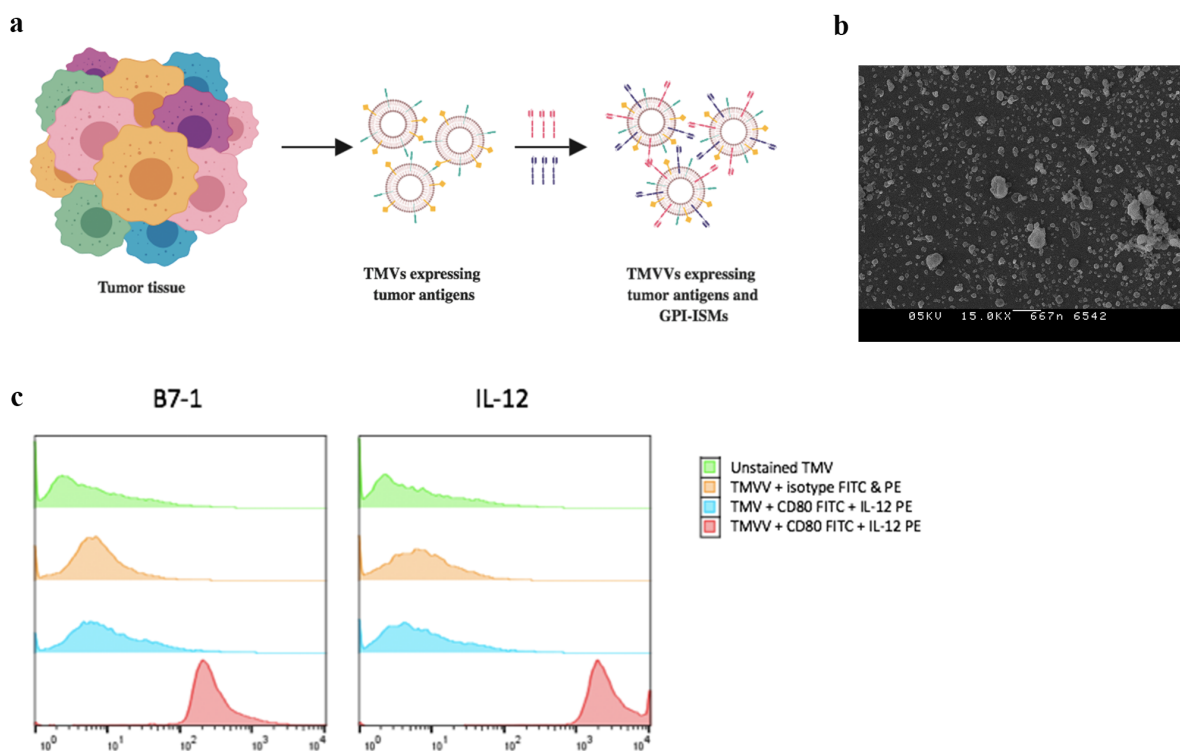 a
Tumor tissue
TMVs expressing
tumor antigens
TMVVs expressing
tumor antigens and
GPI-ISMs
b
05KV 15.0KX 667n 6542
c
B7-1
IL-12
Unstained TMV
TMVV + isotype FITC & PE
TMV + CD80 FITC + IL-12 PE
TMVV + CD80 FITC + IL-12 PE
10⁰ 10¹ 10² 10³ 10⁴
10⁰ 10¹ 10² 10³ 10⁴